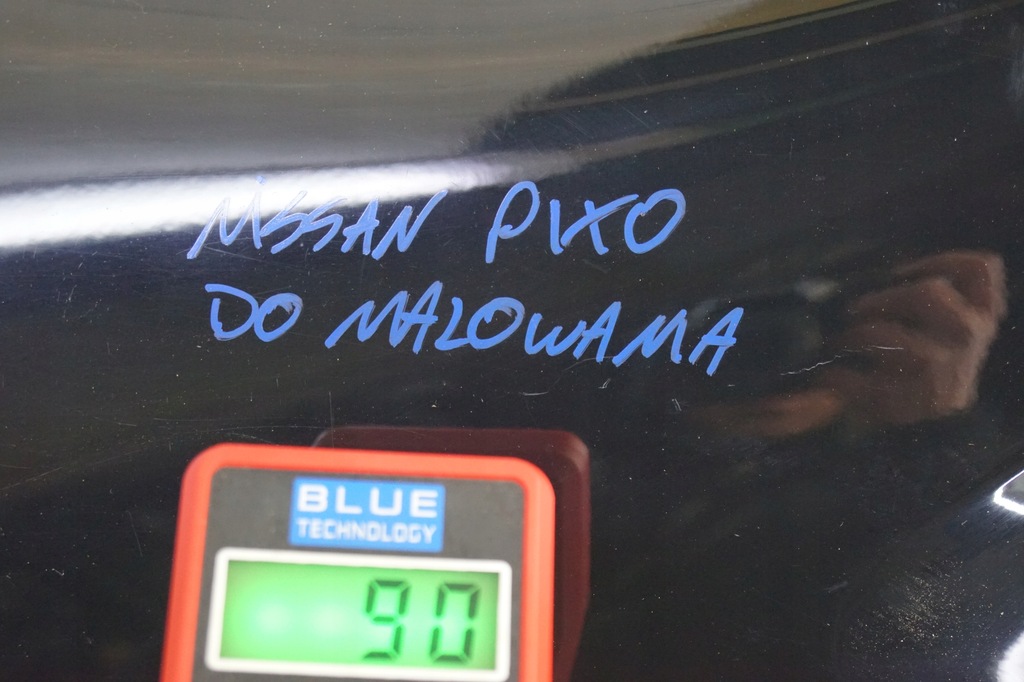 NiSSAN PIXO
DO MALOWANIA
BLUE
TECHNOLOGY
90